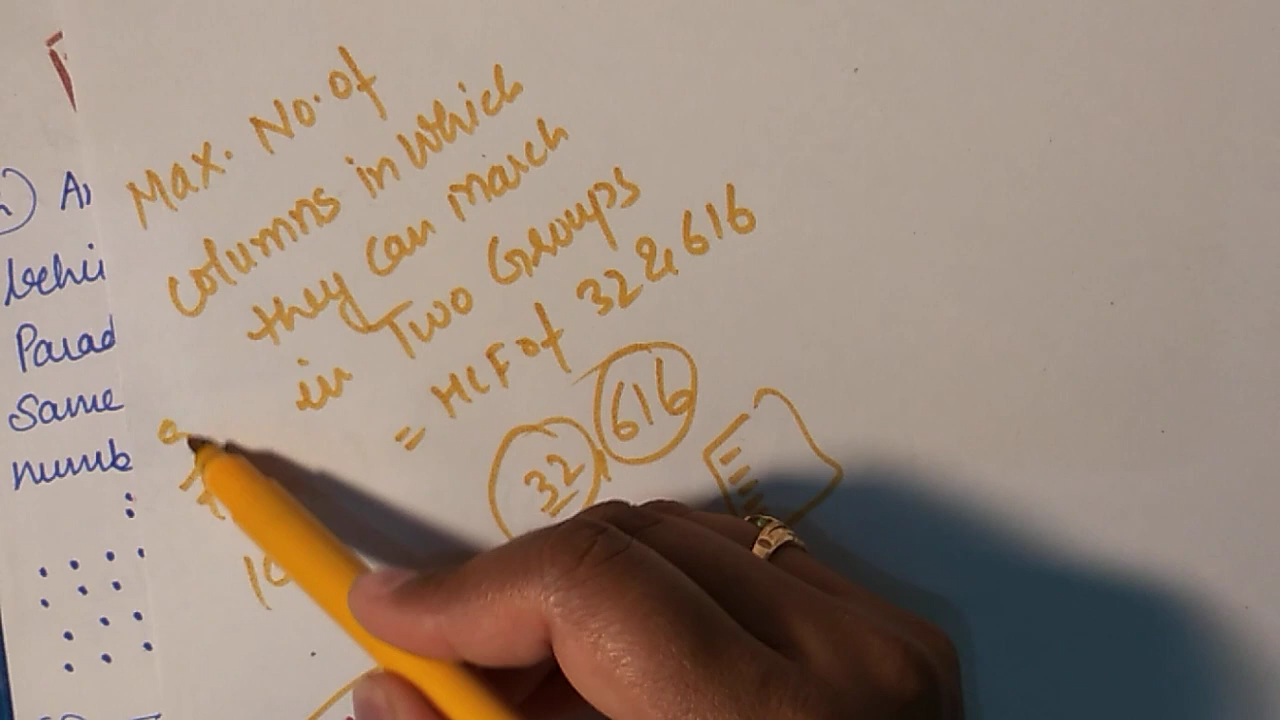 Max. No. of
columns in which
they can march
in Two Groups
= HCF of 32 & 616
32, 616
Parad
Same
numb